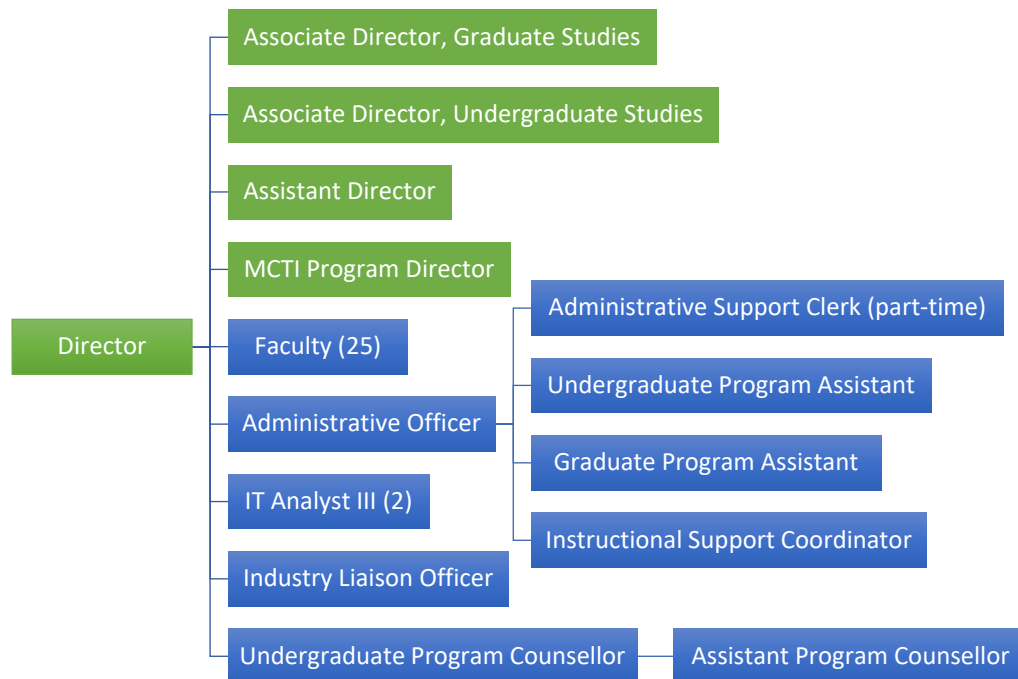 Associate Director, Graduate Studies
Associate Director, Undergraduate Studies
Assistant Director
MCTI Program Director
Director
Faculty (25)
Administrative Officer
IT Analyst III (2)
Industry Liaison Officer
Undergraduate Program Counsellor
Administrative Support Clerk (part-time)
Undergraduate Program Assistant
Graduate Program Assistant
Instructional Support Coordinator
Assistant Program Counsellor